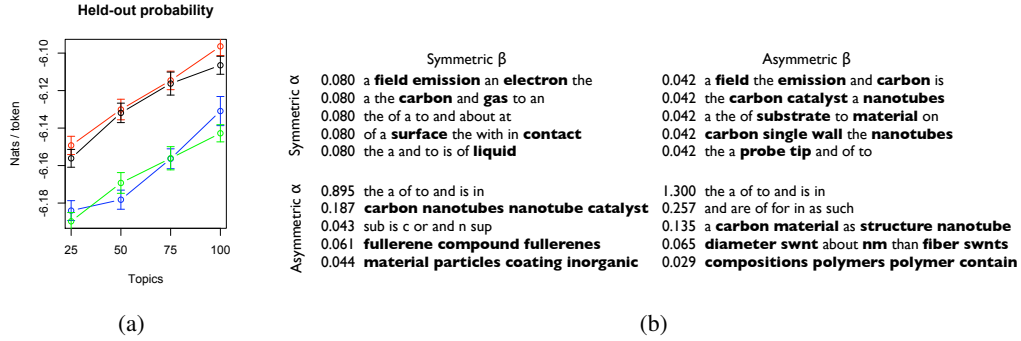 Held-out probability
Nats / token
-6.10
-6.12
-6.14
-6.16
-6.18
25 50 75 100
Topics
(a)
Symmetric β
Asymmetric β
Symmetric α
0.080 a field emission an electron the
0.080 a the carbon and gas to an
0.080 the of a to and about at
0.080 of a surface the with in contact
0.080 the a and to is of liquid
0.042 a field the emission and carbon is
0.042 the carbon catalyst a nanotubes
0.042 a the of substrate to material on
0.042 carbon single wall the nanotubes
0.042 the a probe tip and of to
Asymmetric α
0.895 the a of to and is in
0.187 carbon nanotubes nanotube catalyst
0.043 sub is c or and n sup
0.061 fullerene compound fullerenes
0.044 material particles coating inorganic
1.300 the a of to and is in
0.257 and are of for in as such
0.135 a carbon material as structure nanotube
0.065 diameter swnt about nm than fiber swnts
0.029 compositions polymers polymer contain
(b)